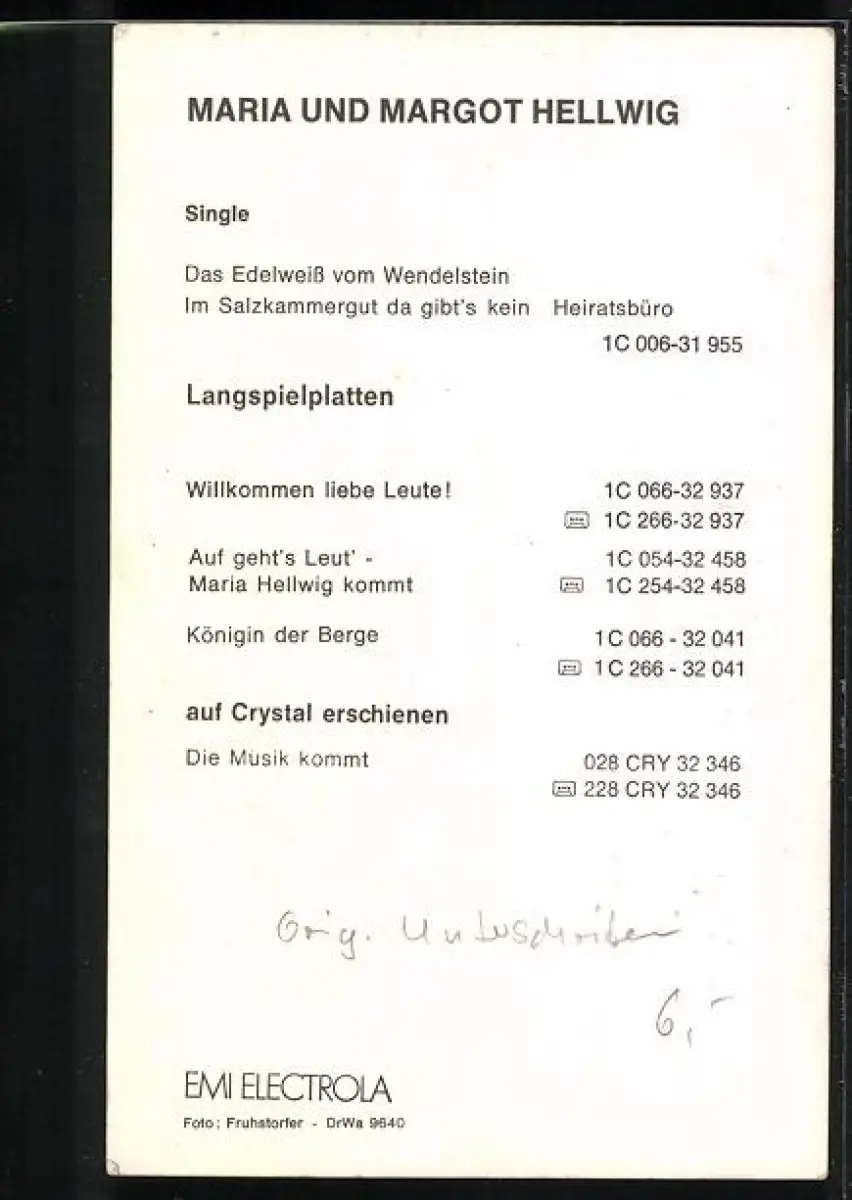 MARIA UND MARGOT HELLWIG
Single
Das Edelweiß vom Wendelstein
Im Salzkammergut da gibt's kein Heiratsbüro
1C 006-31 955
Langspielplatten
Willkommen liebe Leute! 1C 066-32 937
1C 266-32 937
Auf geht's Leut' - 1C 054-32 458
Maria Hellwig kommt 1C 254-32 458
Königin der Berge 1C 066 - 32 041
1C 266 - 32 041
auf Crystal erschienen
Die Musik kommt 028 CRY 32 346
228 CRY 32 346
Orig. Unterschriften
6,-
EMI ELECTROLA
Foto: Fruhstorfer - DrWa 9640